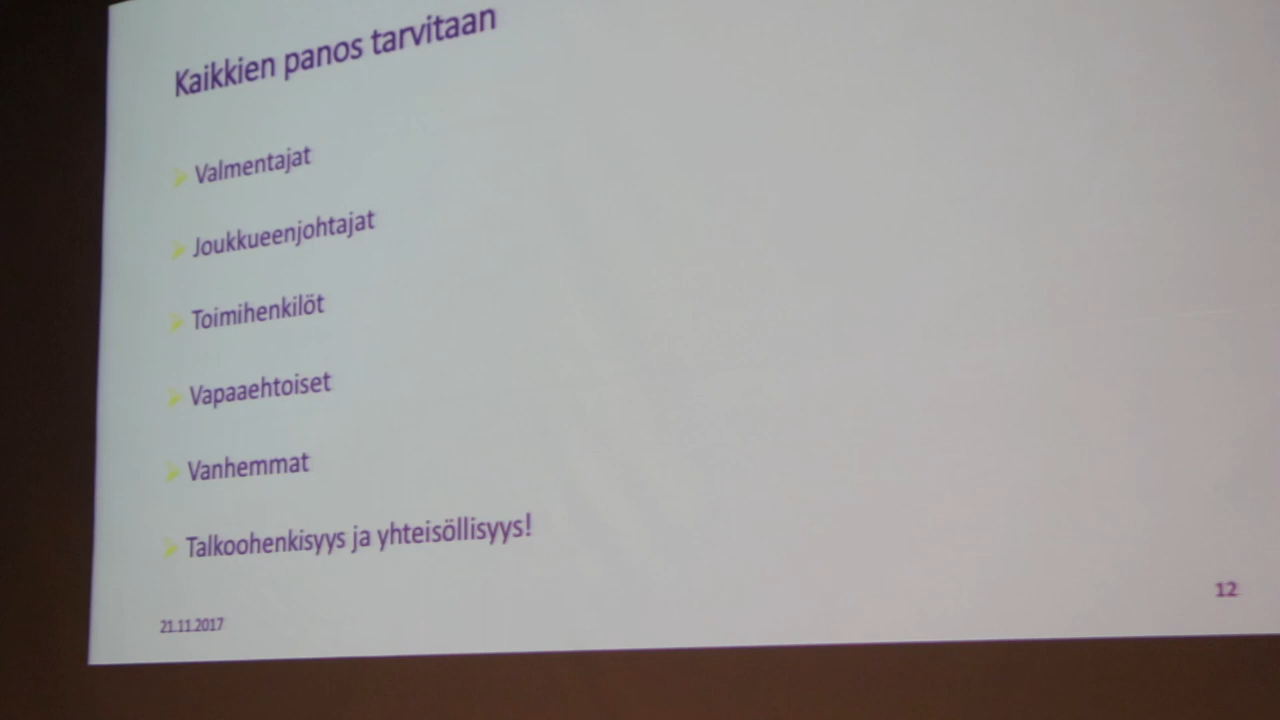 Kaikkien panos tarvitaan
Valmentajat
Joukkueenjohtajat
Toimihenkilöt
Vapaaehtoiset
Vanhemmat
Talkoohenkisyys ja yhteisöllisyys!
21.11.2017
12